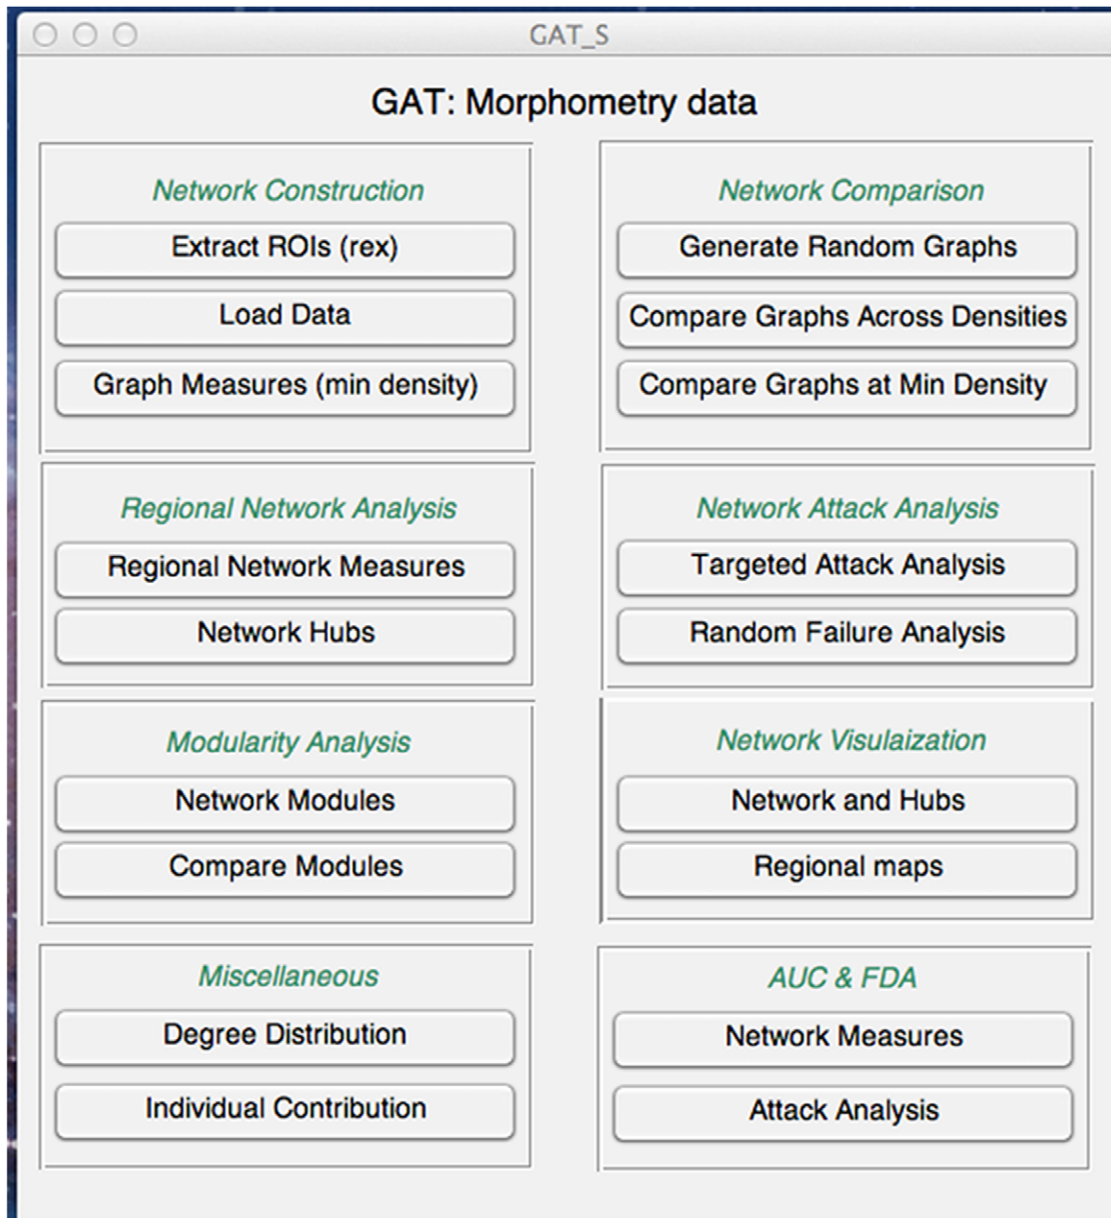 GAT_S
GAT: Morphometry data
Network Construction
Extract ROIs (rex)
Load Data
Graph Measures (min density)
Network Comparison
Generate Random Graphs
Compare Graphs Across Densities
Compare Graphs at Min Density
Regional Network Analysis
Regional Network Measures
Network Hubs
Network Attack Analysis
Targeted Attack Analysis
Random Failure Analysis
Modularity Analysis
Network Modules
Compare Modules
Network Visulaization
Network and Hubs
Regional maps
Miscellaneous
Degree Distribution
Individual Contribution
AUC & FDA
Network Measures
Attack Analysis